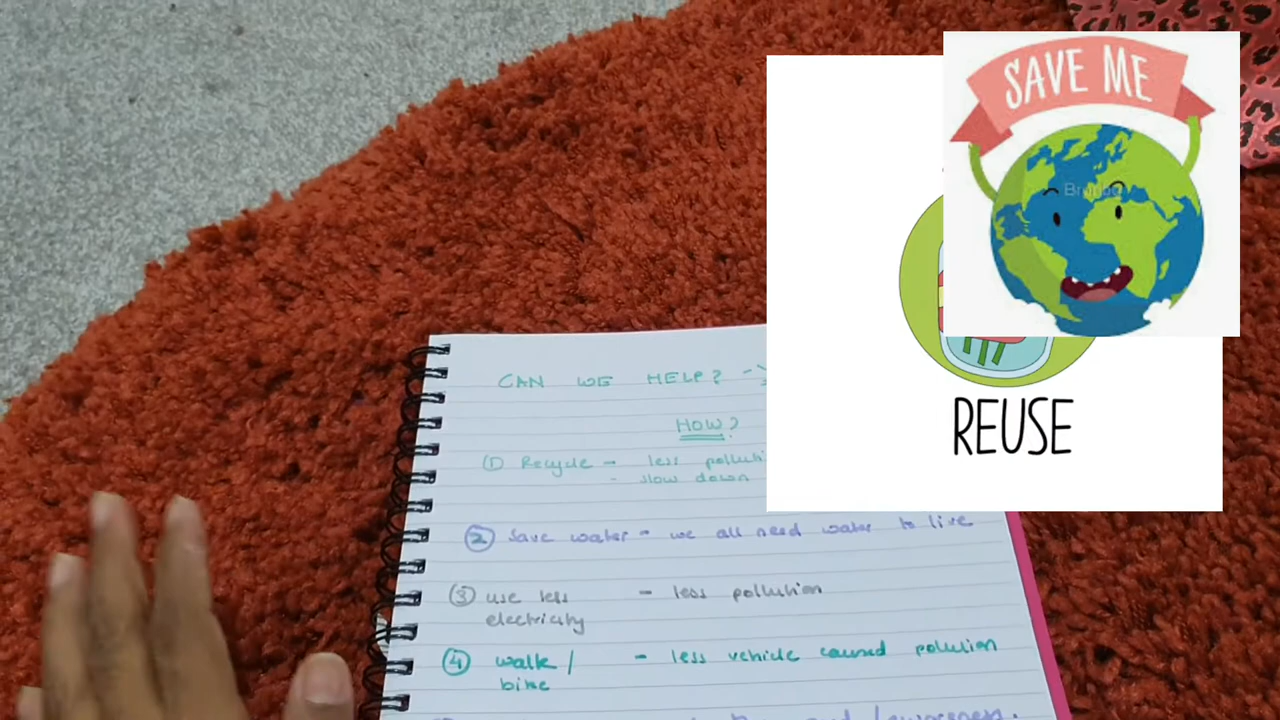 SAVE ME
REUSE
CAN WE HELP?
HOW?
① Recycle - less
- slow down
② Save water - we all need water to live
③ use less - less pollution
electricity
④ walk / - less vehicle caused pollution
bike
awareness.